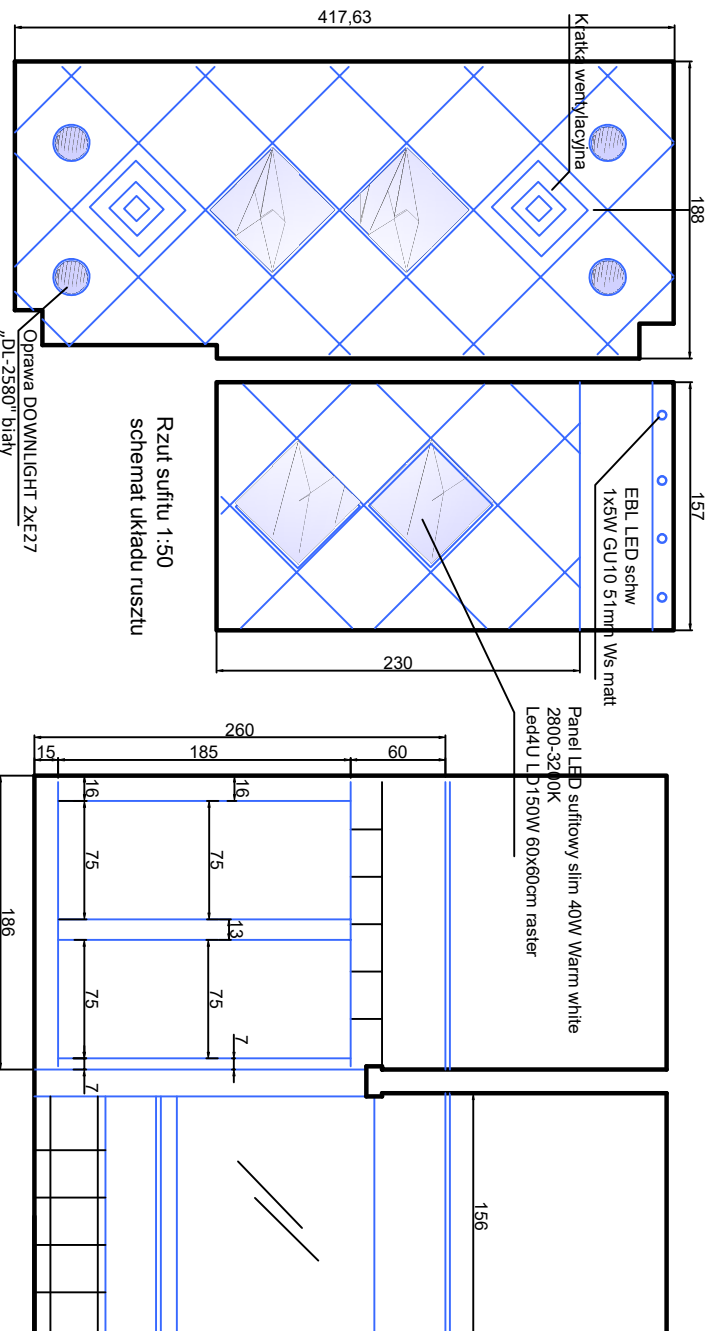 417,63
Kratka wentylacyjna
188
Oprawa DOWNLIGHT 2xE27
„DL-2580" biały
Rzut sufitu 1:50
schemat układu rusztu
157
EBL LED schw
1x5W GU10 51mm Ws matt
230
Panel LED sufitowy slim 40W Warm white
2800-3200K
Led4U LD150W 60x60cm raster
260
15
185
60
16
16
75
75
13
75
75
7
7
186
156